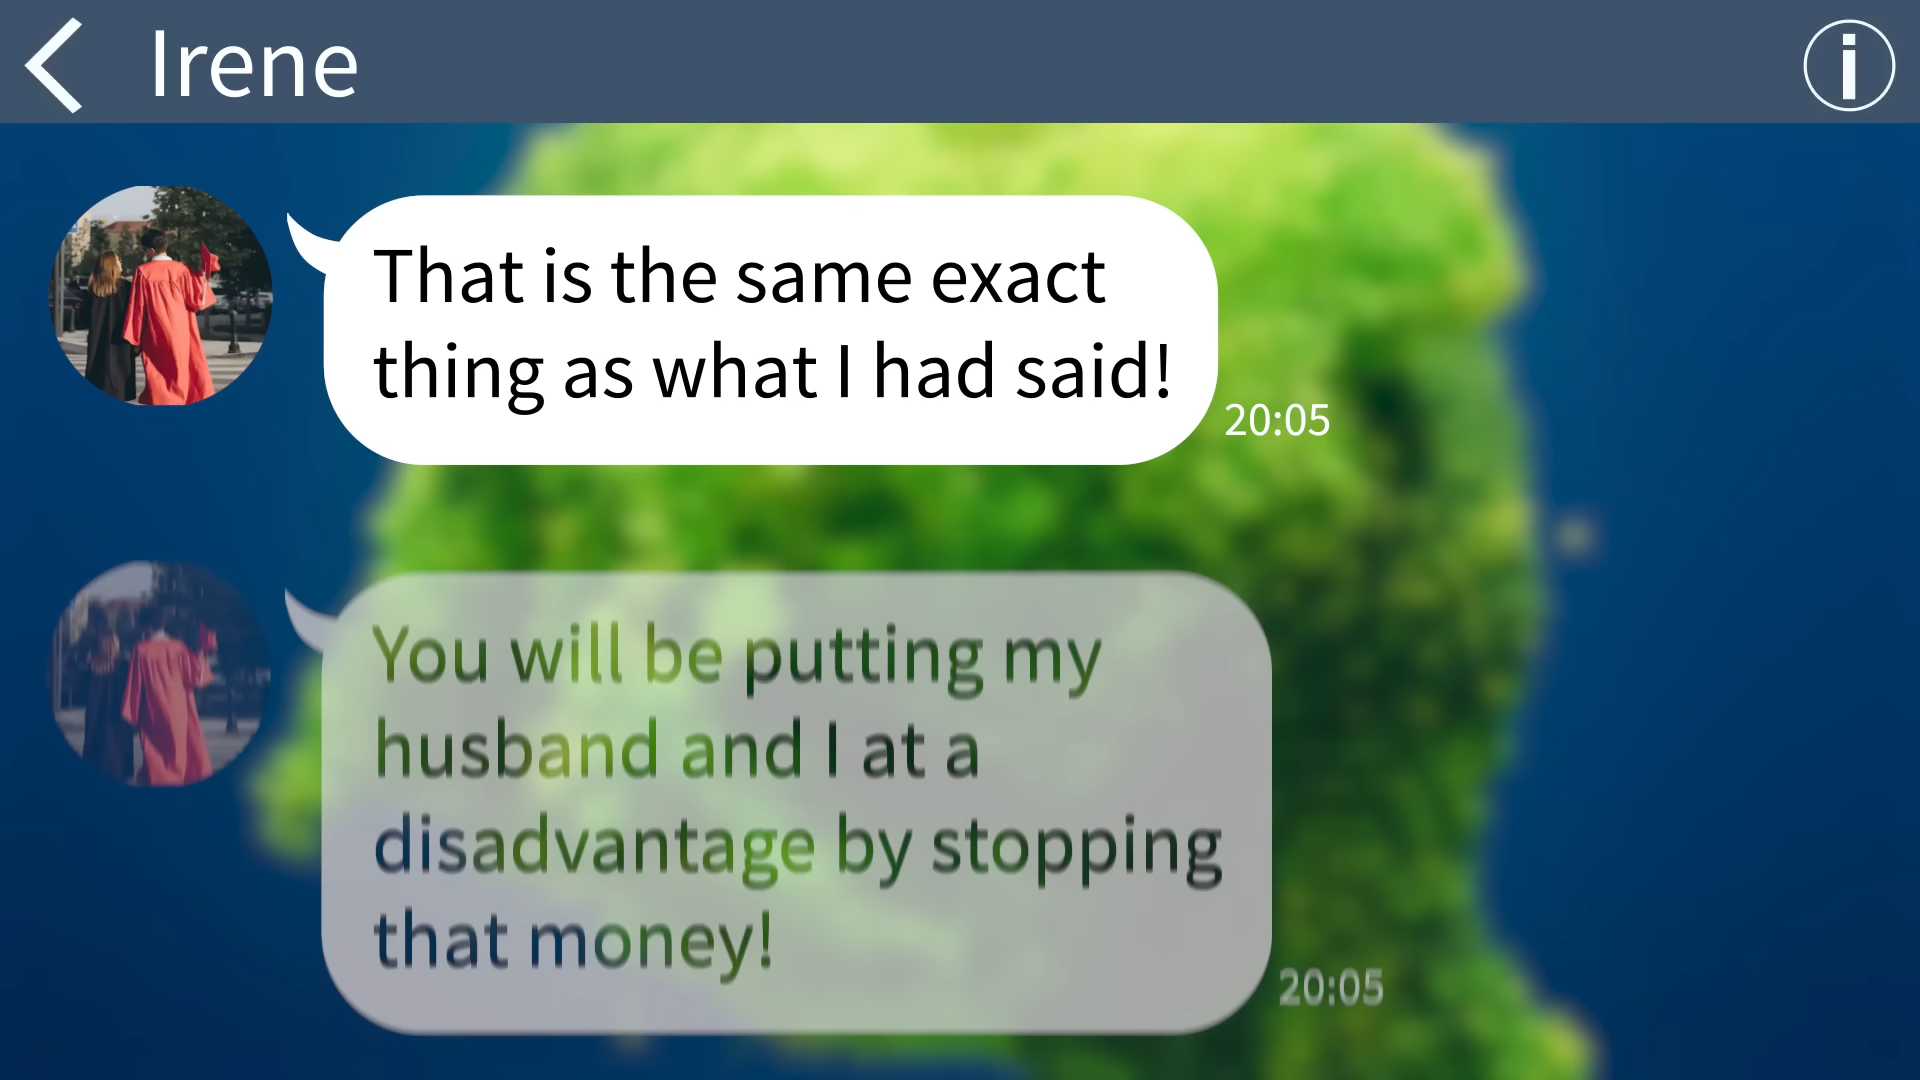 Irene
That is the same exact
thing as what I had said!
20:05
You will be putting my
husband and I at a
disadvantage by stopping
that money!
20:05